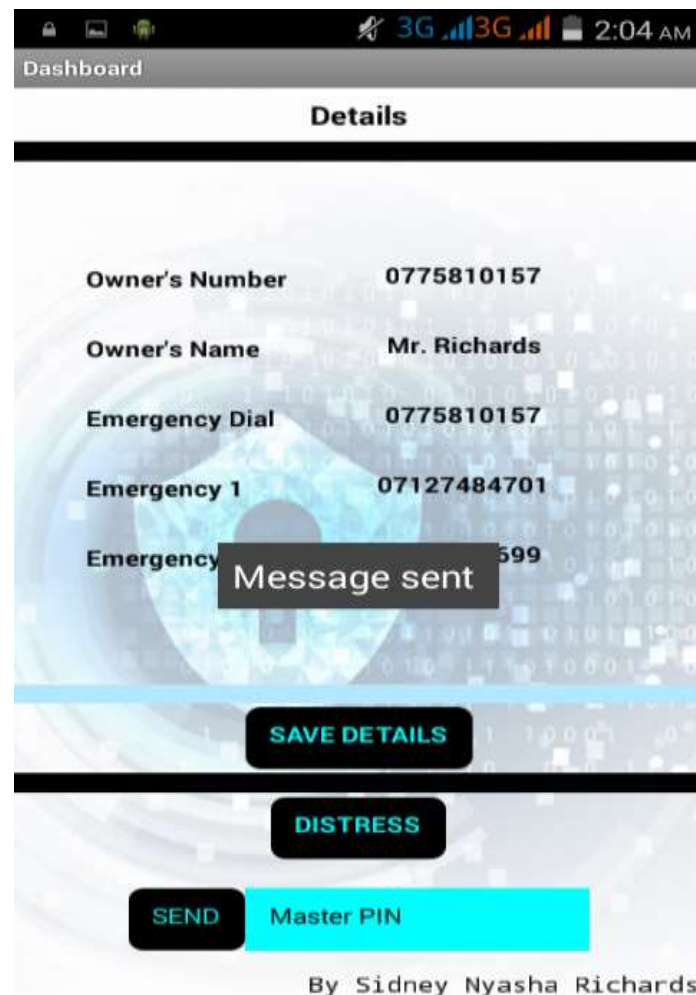 3G 3G 2:04 AM
Dashboard
Details
Owner's Number 0775810157
Owner's Name Mr. Richards
Emergency Dial 0775810157
Emergency 1 07127484701
Emergency 599
Message sent
SAVE DETAILS
DISTRESS
SEND Master PIN
By Sidney Nyasha Richards